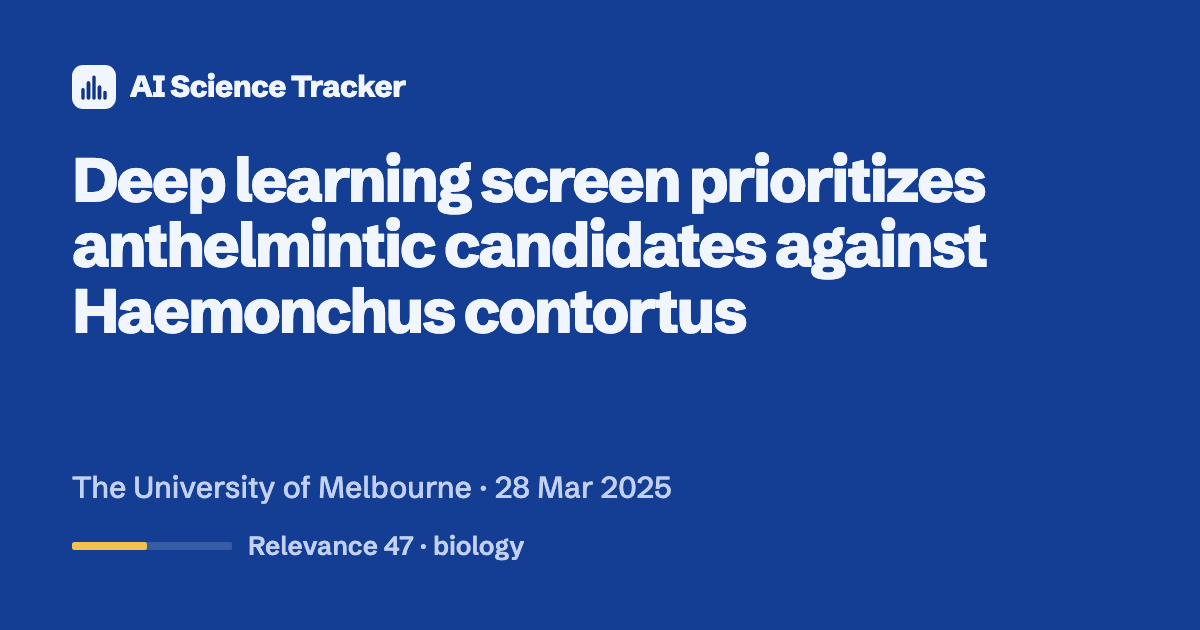 AI Science Tracker
Deep learning screen prioritizes
anthelmintic candidates against
Haemonchus contortus
The University of Melbourne · 28 Mar 2025
Relevance 47 · biology